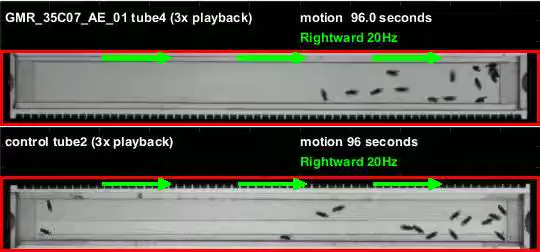 GMR_35C07_AE_01 tube4 (3x playback)
motion  96.0 seconds
Rightward 20Hz
control tube2 (3x playback)
motion 96 seconds
Rightward 20Hz